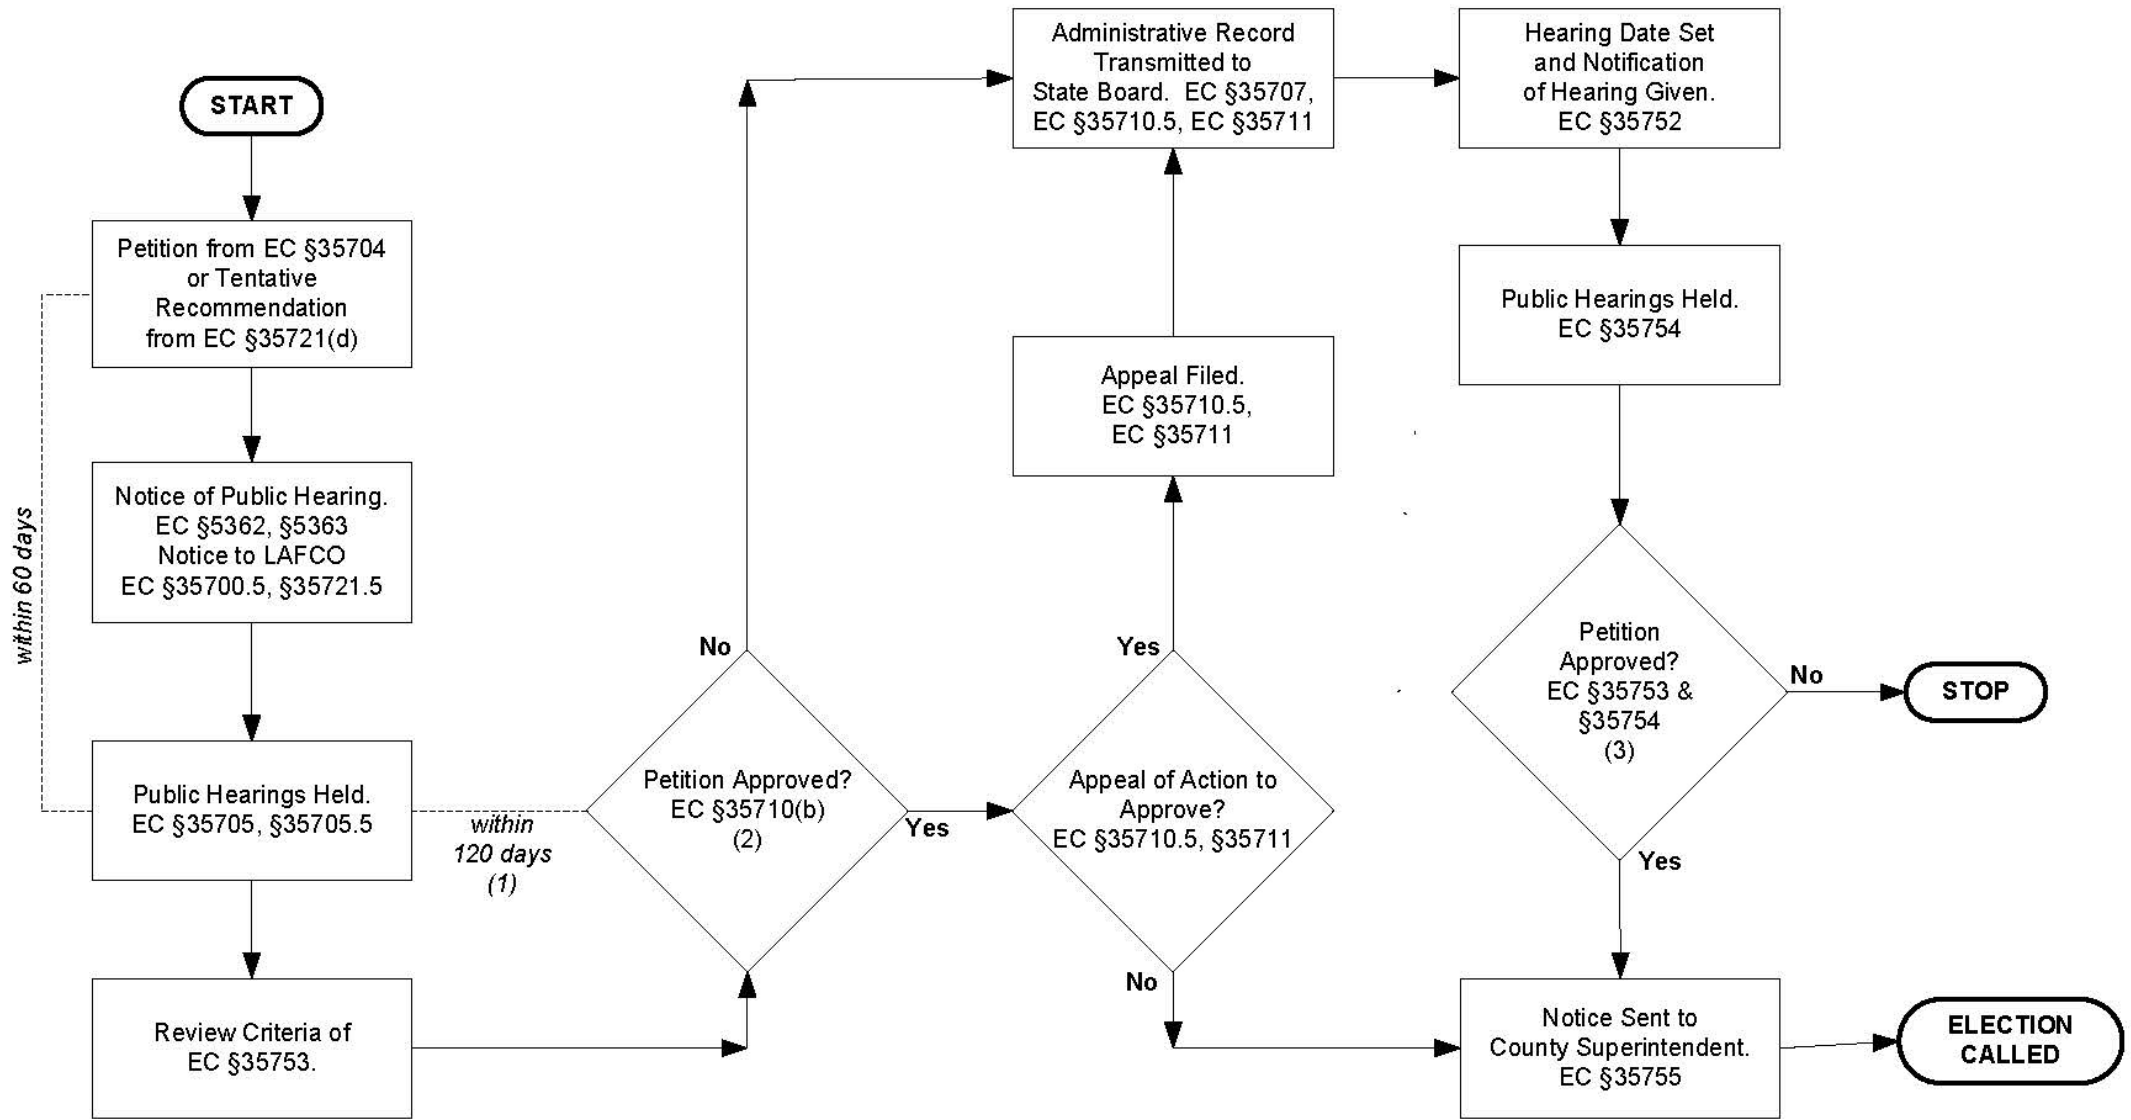 START
Petition from EC §35704
or Tentative
Recommendation
from EC §35721(d)
within 60 days
Notice of Public Hearing.
EC §5362, §5363
Notice to LAFCO
EC §35700.5, §35721.5
Public Hearings Held.
EC §35705, §35705.5
within
120 days
(1)
Review Criteria of
EC §35753.
No
Petition Approved?
EC §35710(b)
(2)
Yes
Administrative Record
Transmitted to
State Board.  EC §35707,
EC §35710.5, EC §35711
Appeal Filed.
EC §35710.5,
EC §35711
Yes
Appeal of Action to
Approve?
EC §35710.5, §35711
No
Hearing Date Set
and Notification
of Hearing Given.
EC §35752
Public Hearings Held.
EC §35754
Petition
Approved?
EC §35753 &
§35754
(3)
No
STOP
Yes
Notice Sent to
County Superintendent.
EC §35755
ELECTION
CALLED